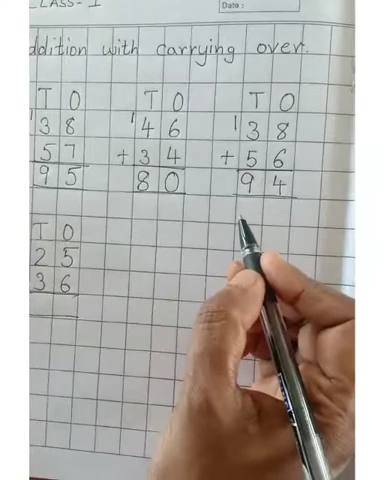 CLASS- I
Date :
ddition with carrying over.
T O T O T O
1 3 8 1 4 6 1 3 8
5 7 + 3 4 + 5 6
9 5 8 0 9 4
T O
2 5
3 6